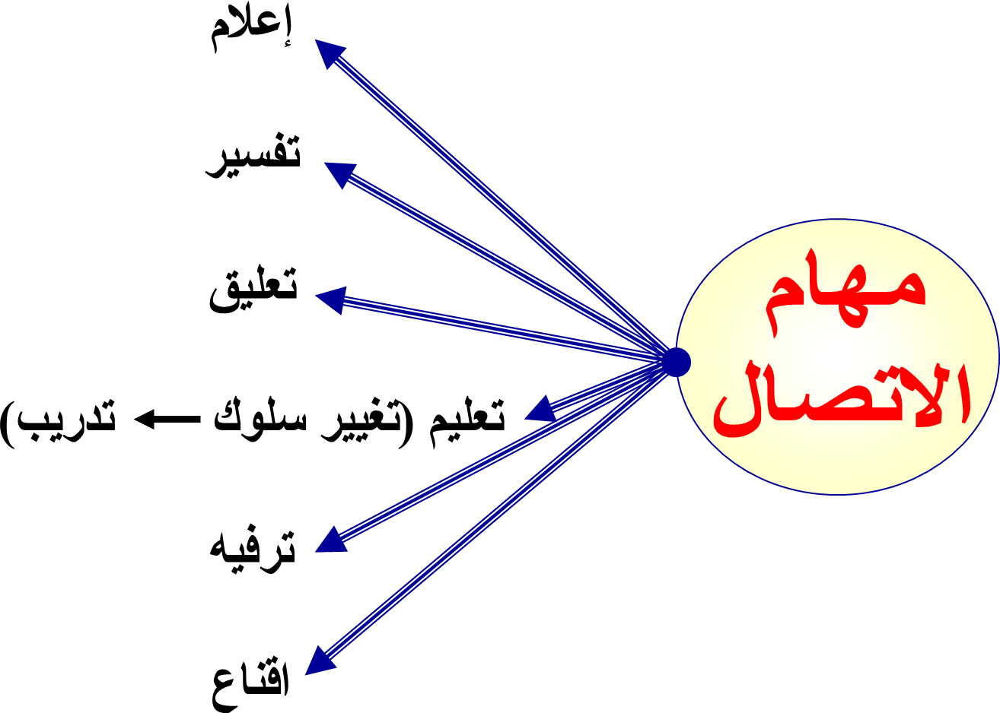 مهام
الاتصال
إعلام
تفسير
تعليق
تعليم (تغيير سلوك ← تدريب)
ترفيه
اقناع